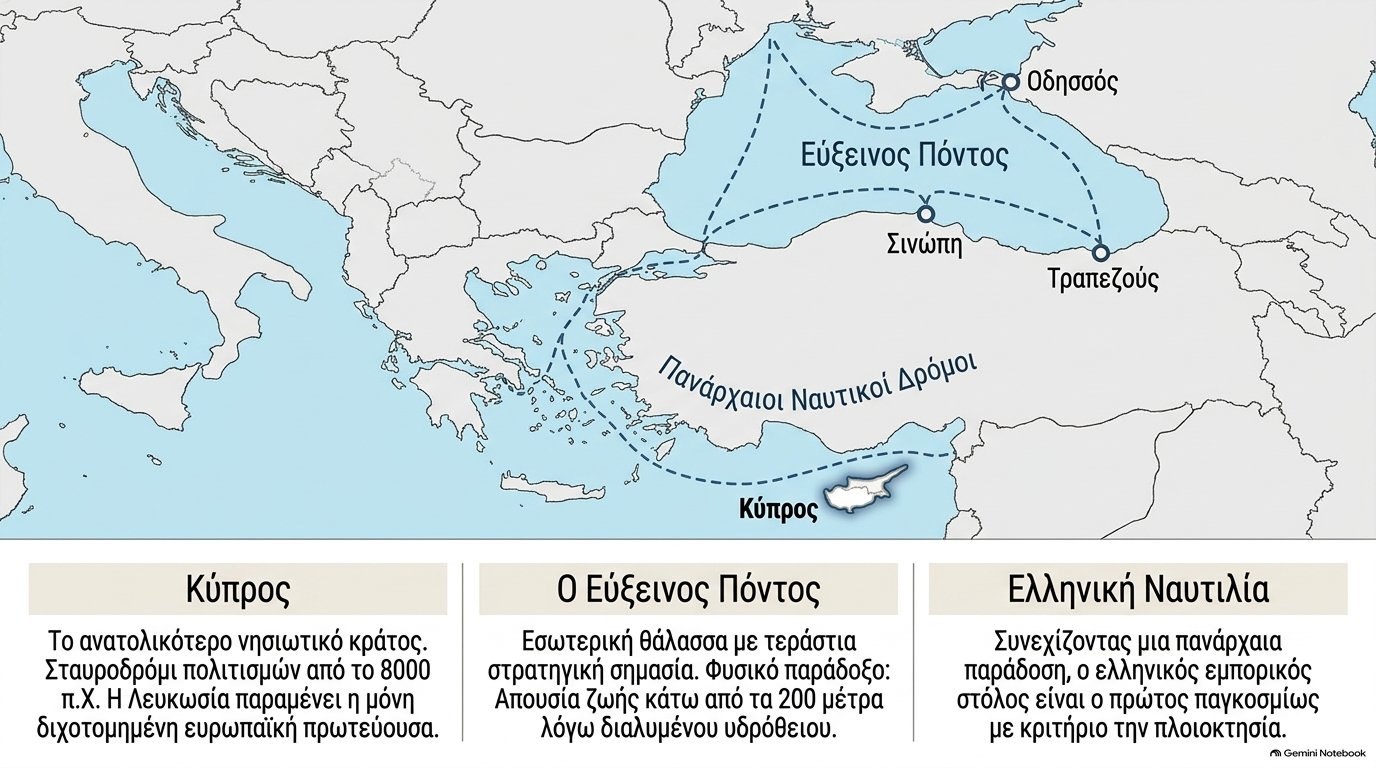 Οδησσός
Εύξεινος Πόντος
Σινώπη
Τραπεζούς
Πανάρχαιοι Ναυτικοί Δρόμοι
Κύπρος
Κύπρος
Το ανατολικότερο νησιωτικό κράτος.
Σταυροδρόμι πολιτισμών από το 8000
π.Χ. Η Λευκωσία παραμένει η μόνη
διχοτομημένη ευρωπαϊκή πρωτεύουσα.
Ο Εύξεινος Πόντος
Εσωτερική θάλασσα με τεράστια
στρατηγική σημασία. Φυσικό παράδοξο:
Απουσία ζωής κάτω από τα 200 μέτρα
λόγω διαλυμένου υδρόθειου.
Ελληνική Ναυτιλία
Συνεχίζοντας μια πανάρχαια
παράδοση, ο ελληνικός εμπορικός
στόλος είναι ο πρώτος παγκοσμίως
με κριτήριο την πλοιοκτησία.
Gemini Notebook